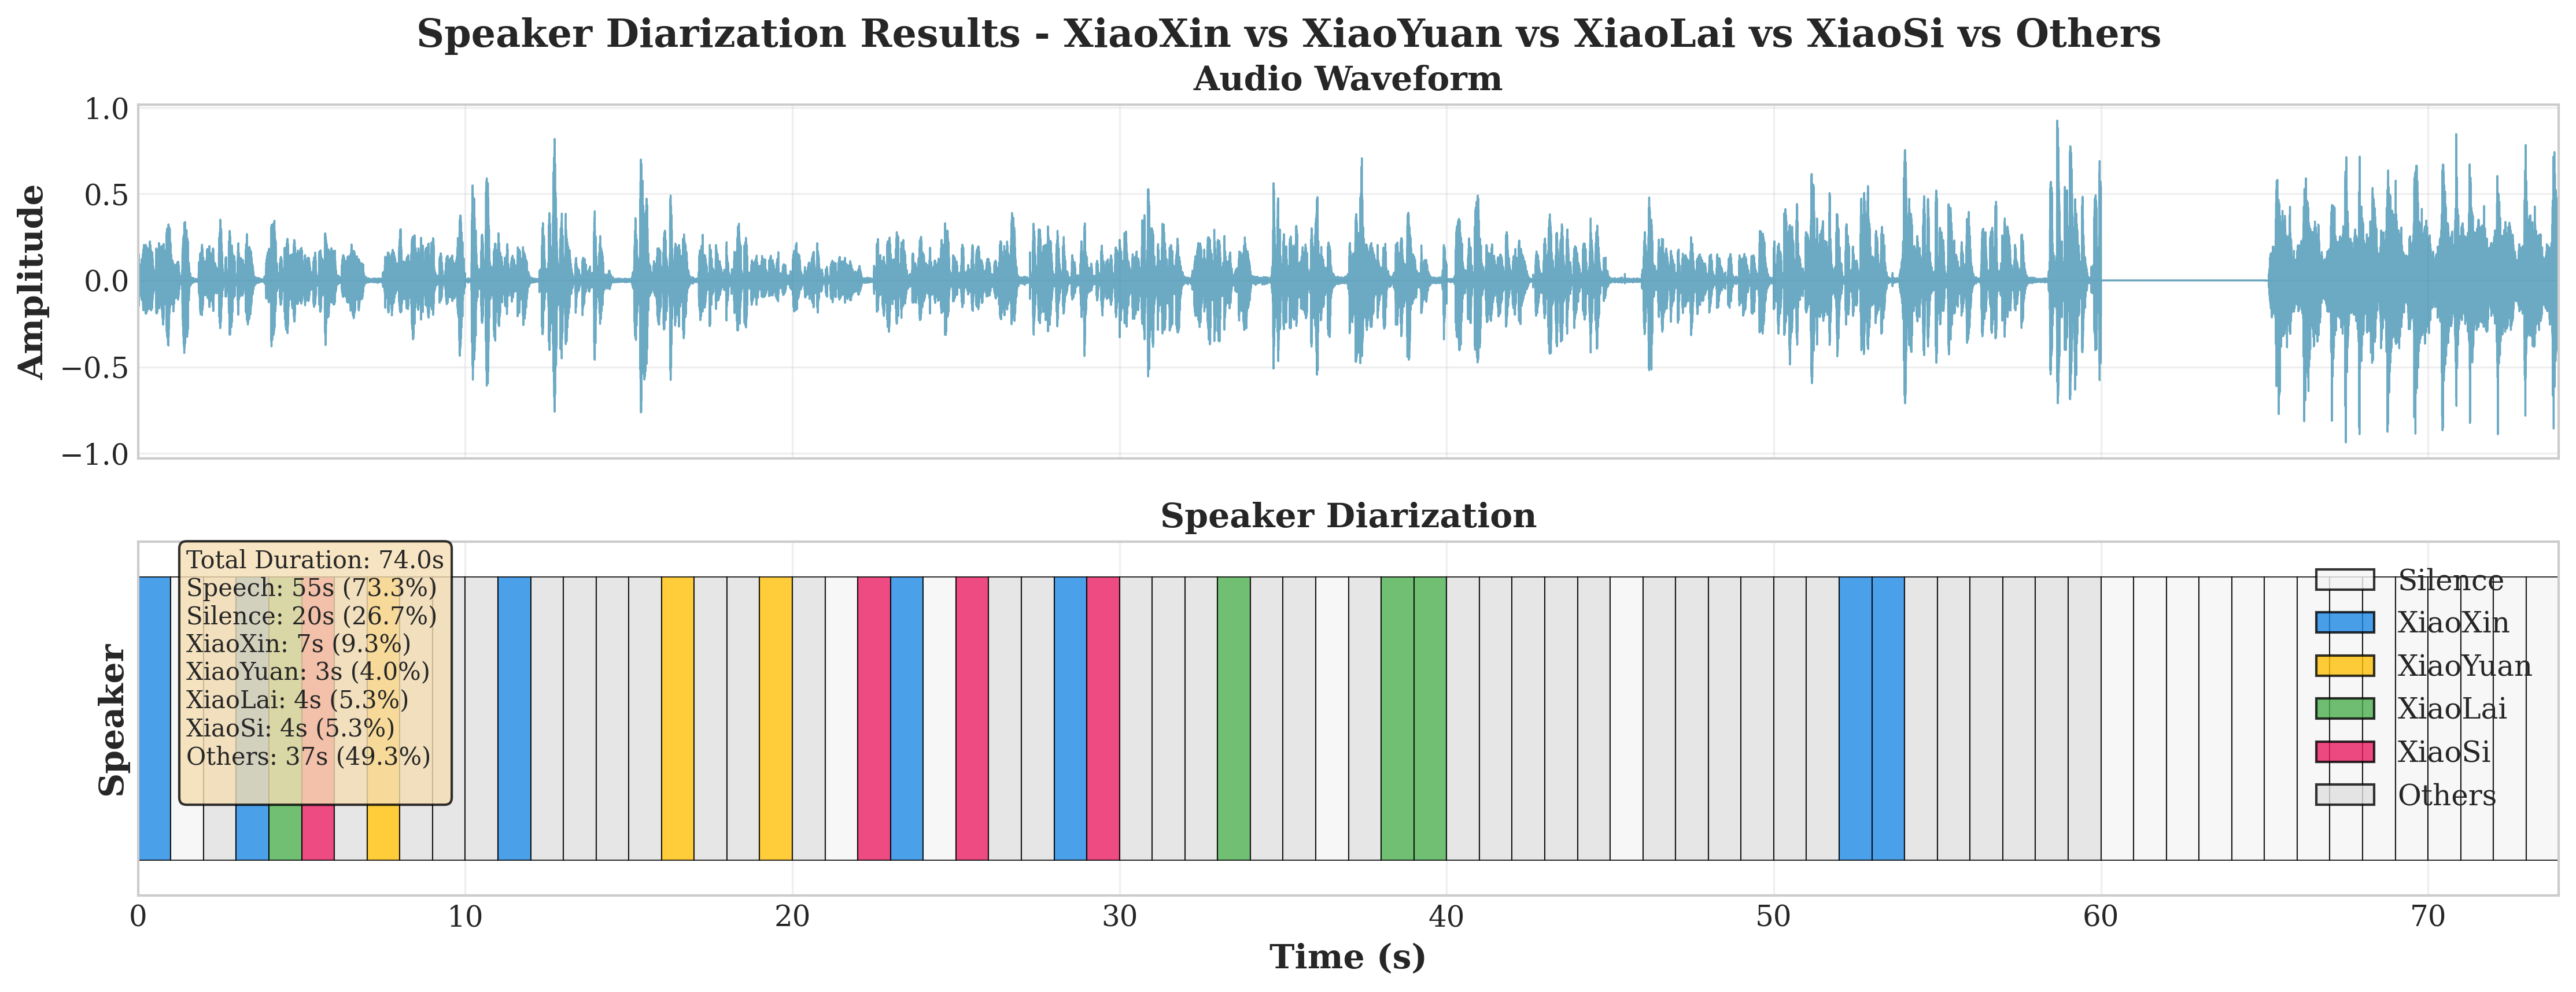 Speaker Diarization Results - XiaoXin vs XiaoYuan vs XiaoLai vs XiaoSi vs Others
Audio Waveform
Amplitude
1.0
0.5
0.0
−0.5
−1.0
Speaker Diarization
Speaker
Total Duration: 74.0s
Speech: 55s (73.3%)
Silence: 20s (26.7%)
XiaoXin: 7s (9.3%)
XiaoYuan: 3s (4.0%)
XiaoLai: 4s (5.3%)
XiaoSi: 4s (5.3%)
Others: 37s (49.3%)
Silence
XiaoXin
XiaoYuan
XiaoLai
XiaoSi
Others
0 10 20 30 40 50 60 70
Time (s)